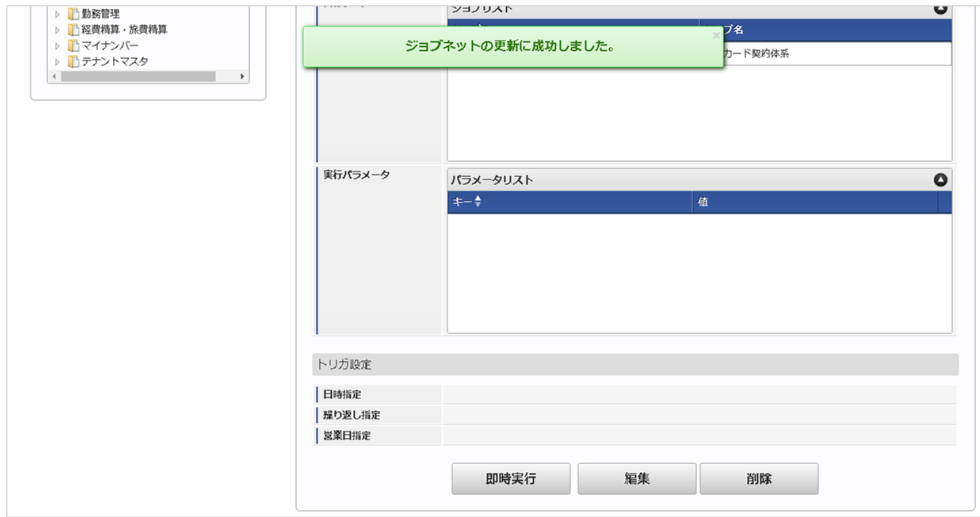 勤務管理
経費精算・旅費精算
マイナンバー
テナントマスタ
ジョブリスト
ジョブネットの更新に成功しました。
×
プ名
カード契約体系
実行パラメータ
パラメータリスト
キー
値
トリガ設定
日時指定
繰り返し指定
営業日指定
即時実行
編集
削除